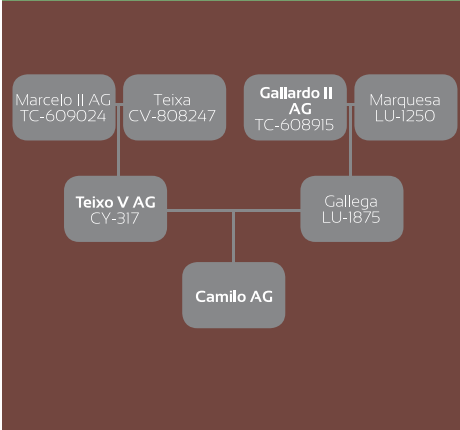 Marcelo II AG
TC-609024
Teixa
CV-808247
Gallardo II
AG
TC-608915
Marquesa
LU-1250
Teixo V AG
CY-317
Gallega
LU-1875
Camilo AG